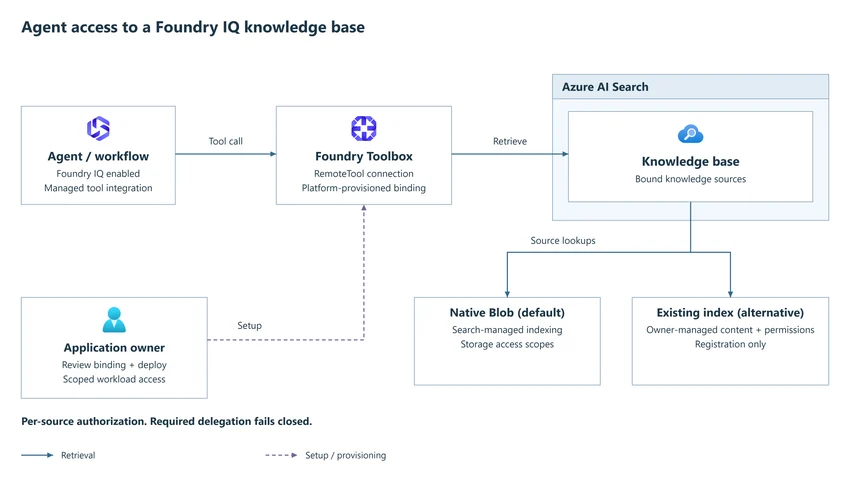 Agent access to a Foundry IQ knowledge base
Azure AI Search
Agent / workflow
Foundry IQ enabled
Managed tool integration
Tool call
Foundry Toolbox
RemoteTool connection
Platform-provisioned binding
Retrieve
Knowledge base
Bound knowledge sources
Source lookups
Application owner
Review binding + deploy
Scoped workload access
Setup
Native Blob (default)
Search-managed indexing
Storage access scopes
Existing index (alternative)
Owner-managed content + permissions
Registration only
Per-source authorization. Required delegation fails closed.
Retrieval
Setup / provisioning